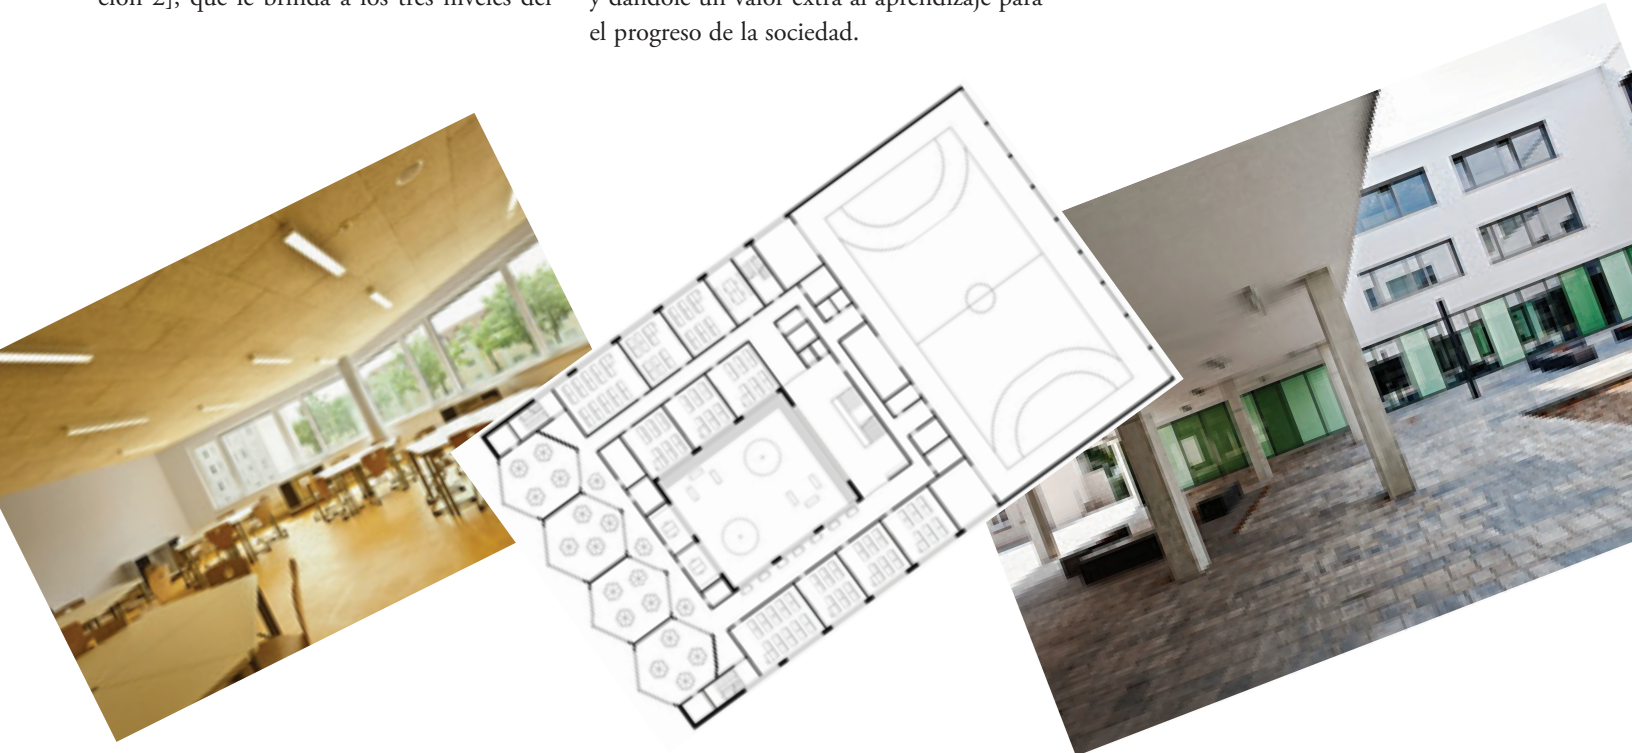 ción 2], que le brinda a los tres niveles del
y dándole un valor extra al aprendizaje para
el progreso de la sociedad.